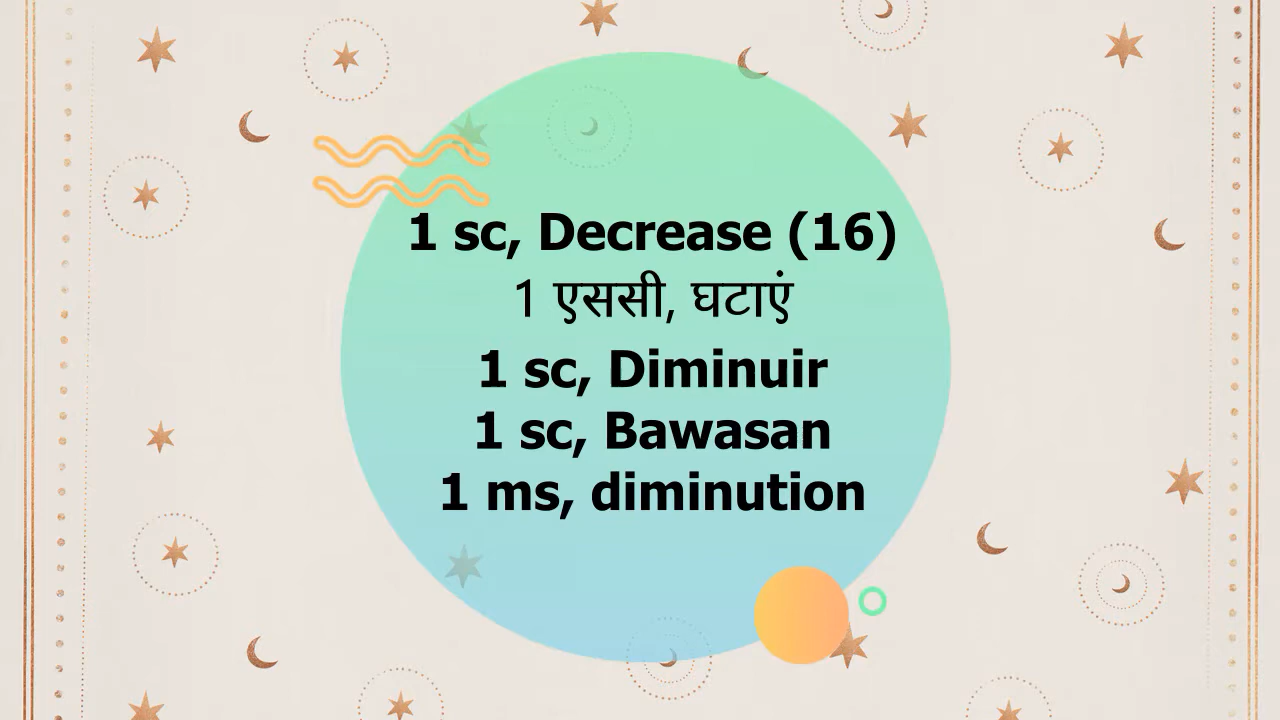 1 sc, Decrease (16)
1 एससी, घटाएं
1 sc, Diminuir
1 sc, Bawasan
1 ms, diminution